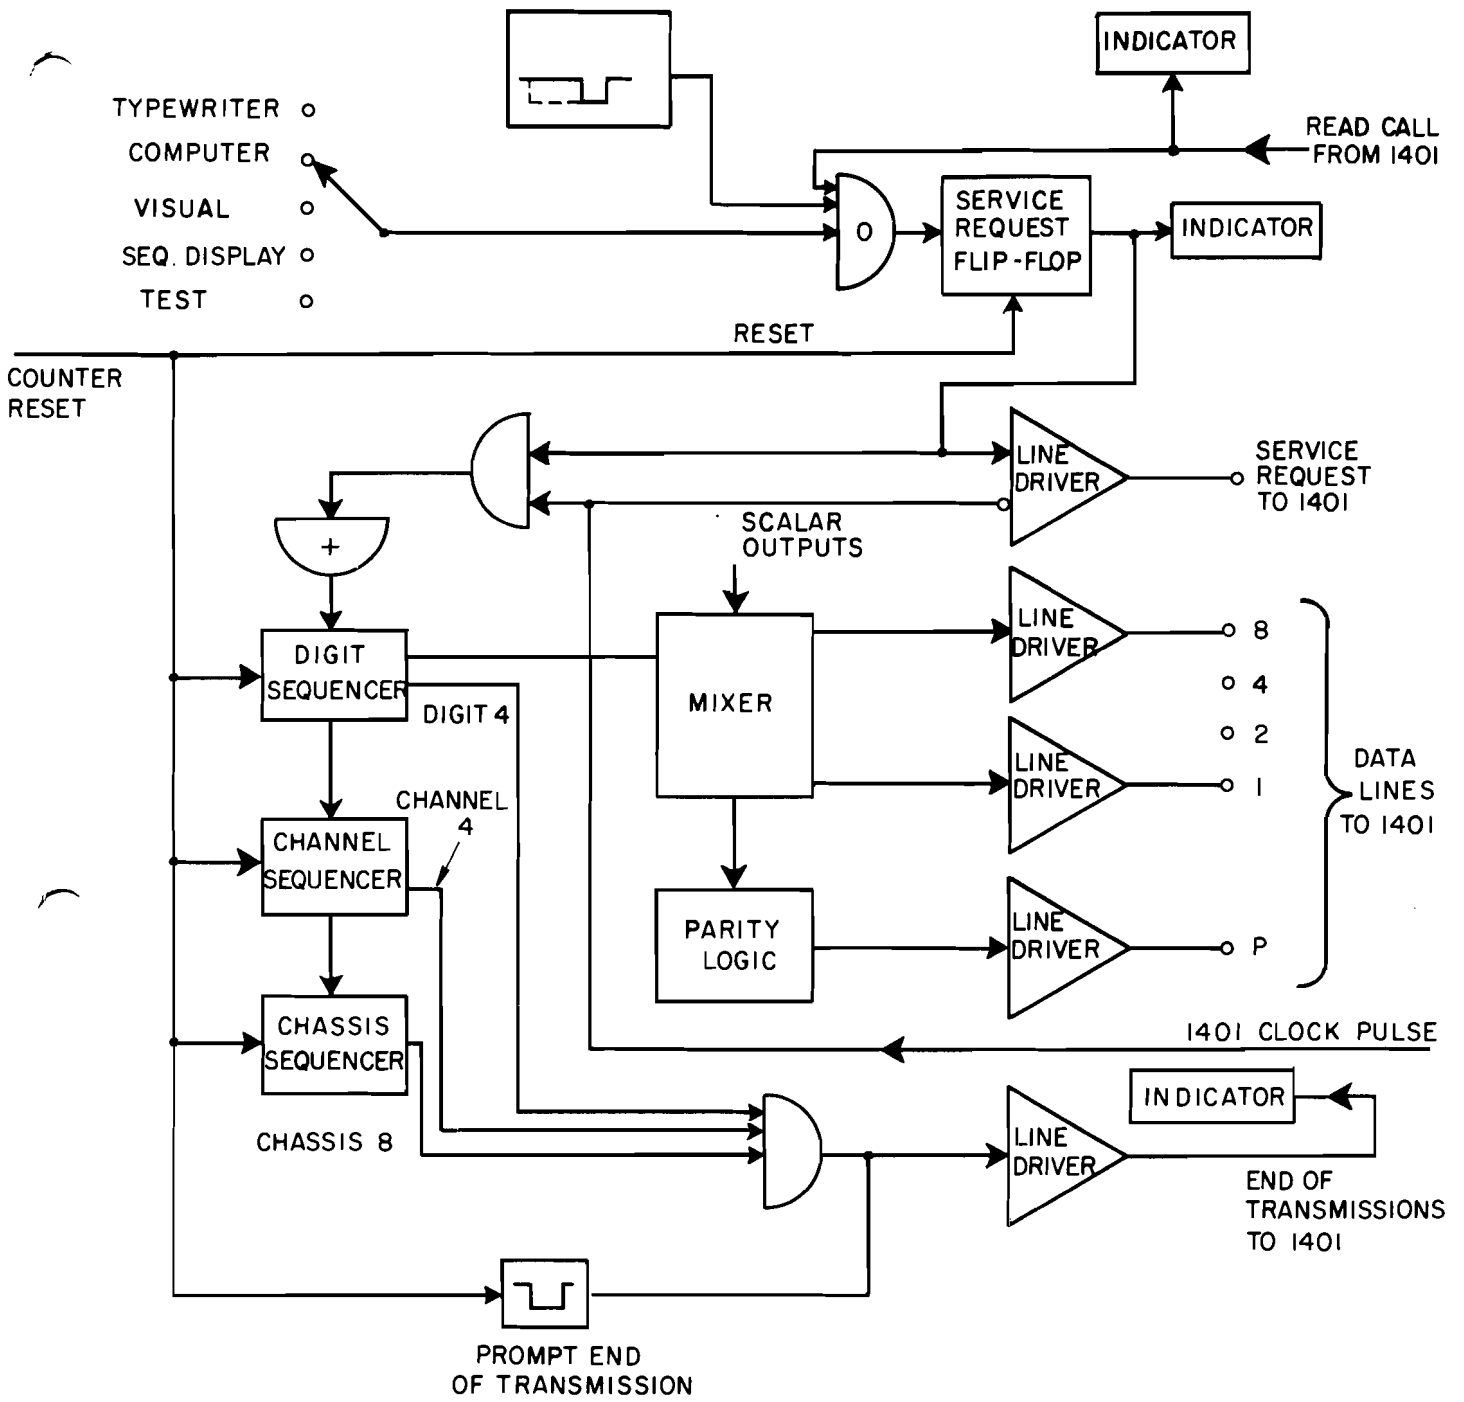 INDICATOR
READ CALL
FROM 1401
TYPEWRITER
COMPUTER
VISUAL
SEQ. DISPLAY
TEST
O
SERVICE
REQUEST
FLIP-FLOP
INDICATOR
RESET
COUNTER
RESET
LINE
DRIVER
SERVICE
REQUEST
TO 1401
+
SCALAR
OUTPUTS
DIGIT
SEQUENCER
DIGIT 4
MIXER
LINE
DRIVER
8
4
2
LINE
DRIVER
1
DATA
LINES
TO 1401
CHANNEL
4
CHANNEL
SEQUENCER
PARITY
LOGIC
LINE
DRIVER
P
CHASSIS
SEQUENCER
1401 CLOCK PULSE
CHASSIS 8
INDICATOR
LINE
DRIVER
END OF
TRANSMISSIONS
TO 1401
PROMPT END
OF TRANSMISSION